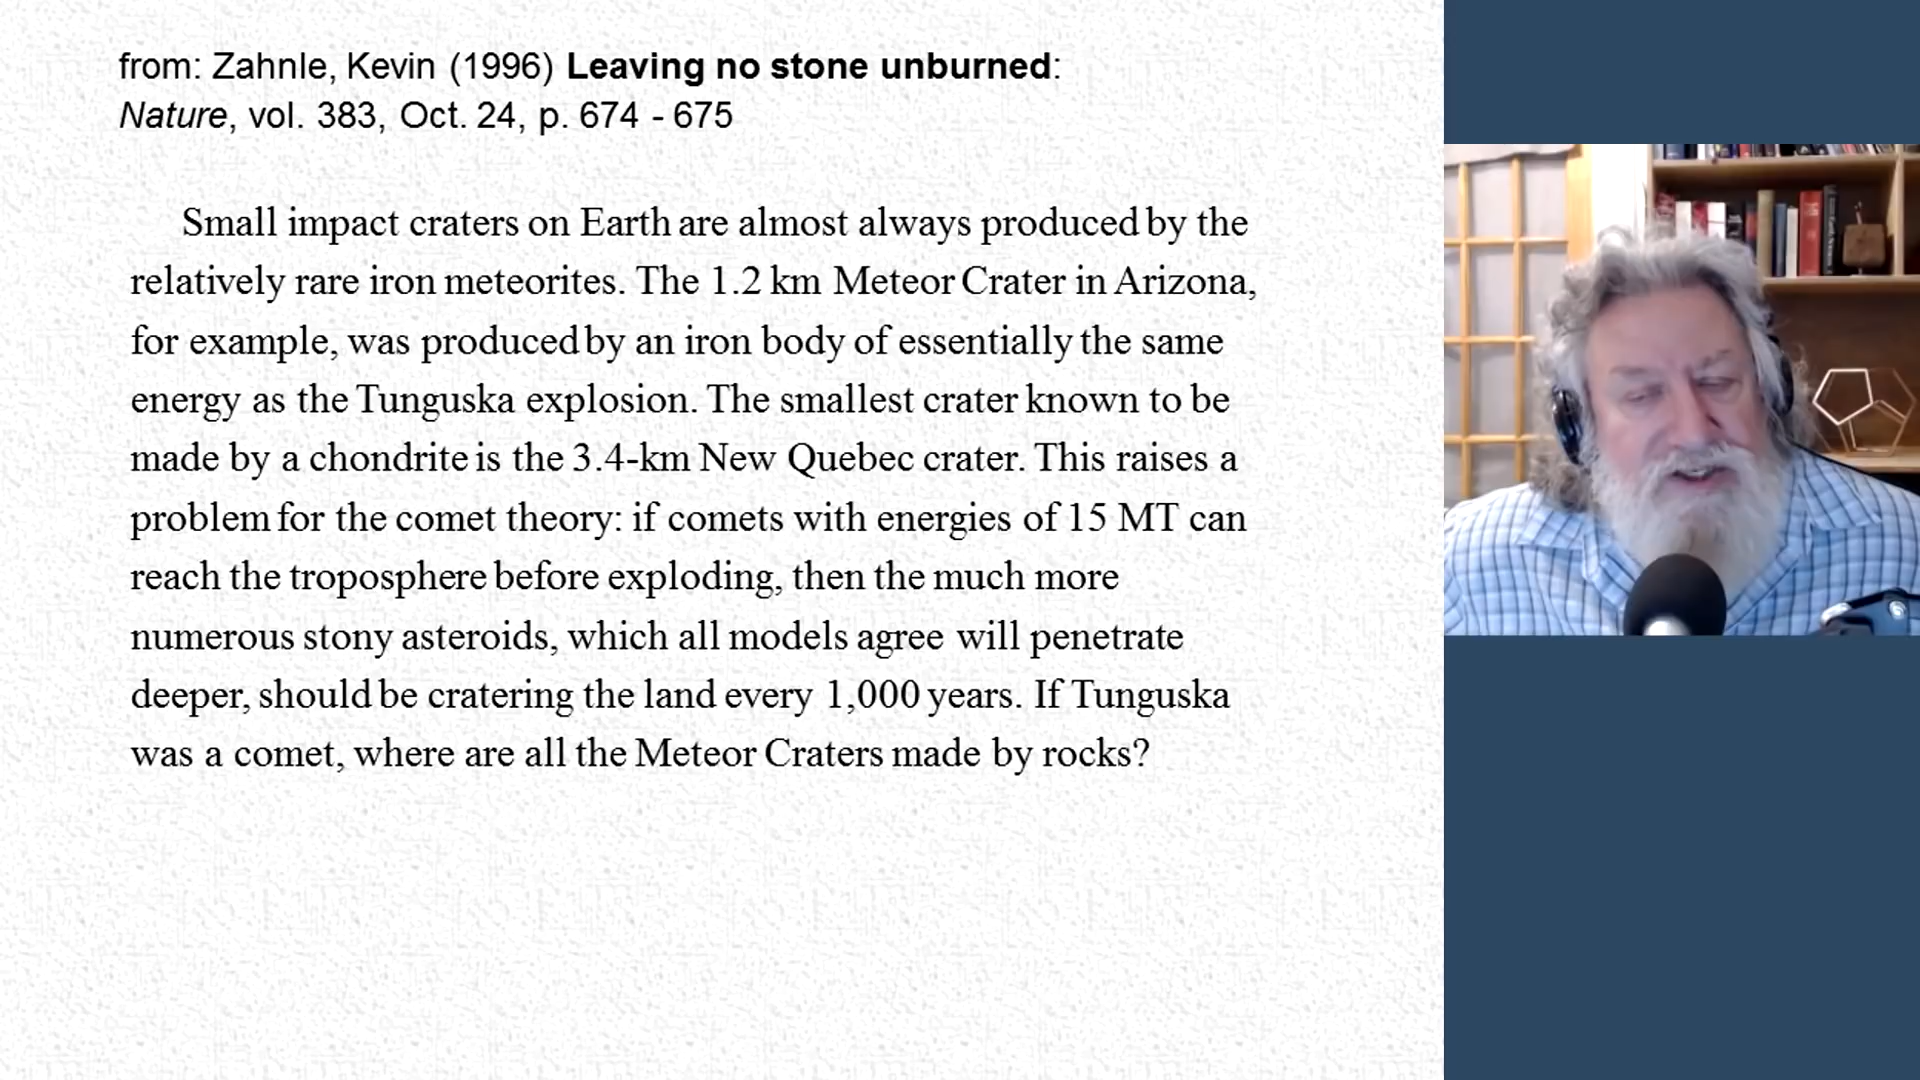 from: Zahnle, Kevin (1996) Leaving no stone unburned:
Nature, vol. 383, Oct. 24, p. 674 - 675
Small impact craters on Earth are almost always produced by the
relatively rare iron meteorites. The 1.2 km Meteor Crater in Arizona,
for example, was produced by an iron body of essentially the same
energy as the Tunguska explosion. The smallest crater known to be
made by a chondrite is the 3.4-km New Quebec crater. This raises a
problem for the comet theory: if comets with energies of 15 MT can
reach the troposphere before exploding, then the much more
numerous stony asteroids, which all models agree will penetrate
deeper, should be cratering the land every 1,000 years. If Tunguska
was a comet, where are all the Meteor Craters made by rocks?